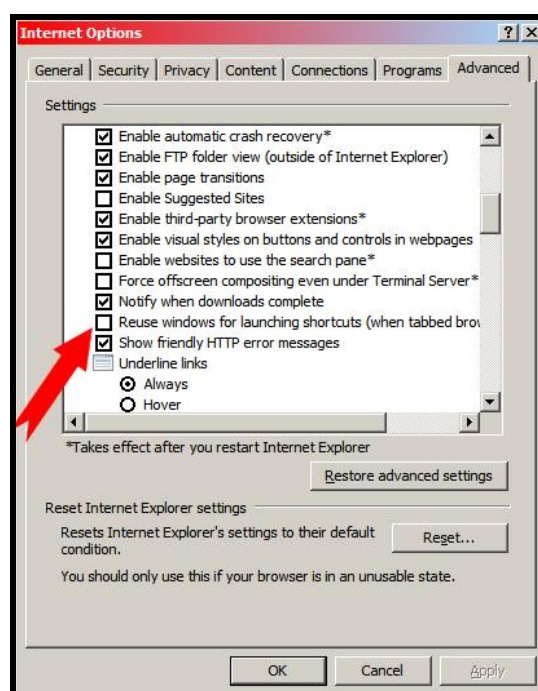 Internet Options
General Security Privacy Content Connections Programs Advanced
Settings
Enable automatic crash recovery*
Enable FTP folder view (outside of Internet Explorer)
Enable page transitions
Enable Suggested Sites
Enable third-party browser extensions*
Enable visual styles on buttons and controls in webpages
Enable websites to use the search pane*
Force offscreen compositing even under Terminal Server*
Notify when downloads complete
Reuse windows for launching shortcuts (when tabbed
Show friendly HTTP error messages
Underline links
Always
Hover
*Takes effect after you restart Internet Explorer
Restore advanced settings
Reset Internet Explorer settings
Resets Internet Explorer's settings to their default
condition.
Reset...
You should only use this if your browser is in an unusable state.
OK Cancel Apply